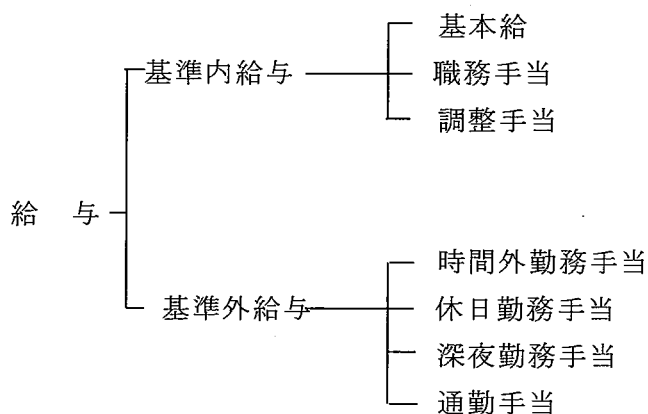 基本給
基準内給与
職務手当
調整手当
給 与
時間外勤務手当
基準外給与
休日勤務手当
深夜勤務手当
通勤手当